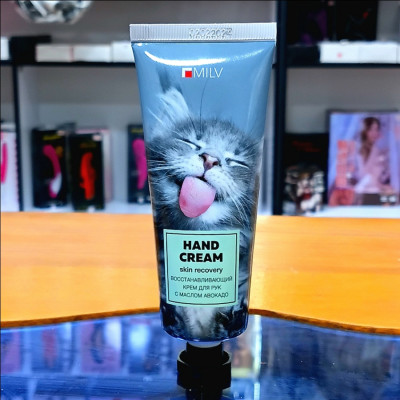 MILV
HAND
CREAM
skin recovery
ВОССТАНАВЛИВАЮЩИЙ
КРЕМ ДЛЯ РУК
С МАСЛОМ АВОКАДО